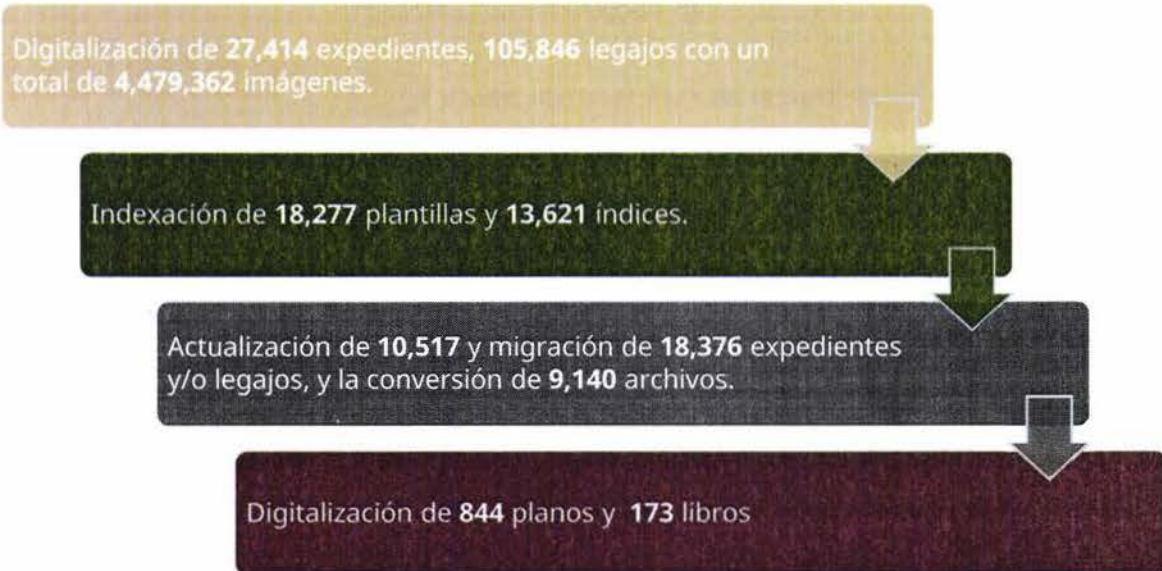 Digitalización de 27,414 expedientes, 105,846 legajos con un
total de 4,479,362 imágenes.
Indexación de 18,277 plantillas y 13,621 índices.
Actualización de 10,517 y migración de 18,376 expedientes
y/o legajos, y la conversión de 9,140 archivos.
Digitalización de 844 planos y 173 libros